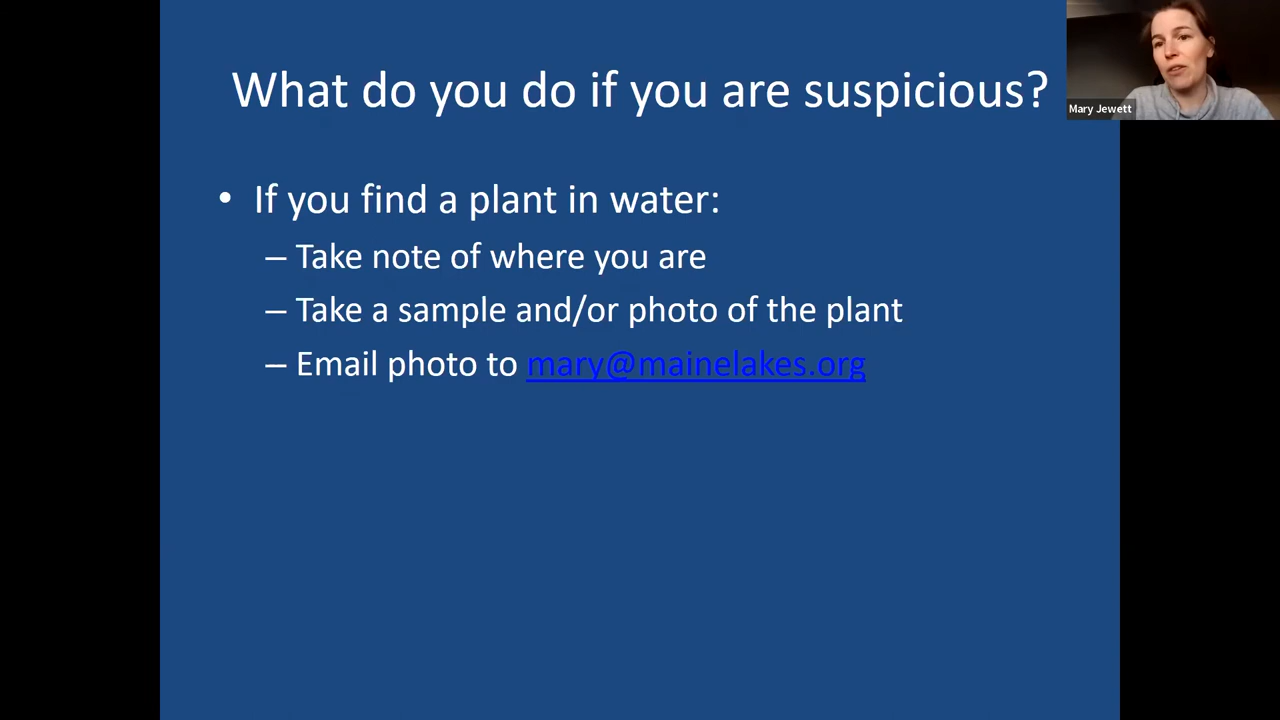 What do you do if you are suspicious?
Mary Jewett
• If you find a plant in water:
– Take note of where you are
– Take a sample and/or photo of the plant
– Email photo to mary@mainelakes.org